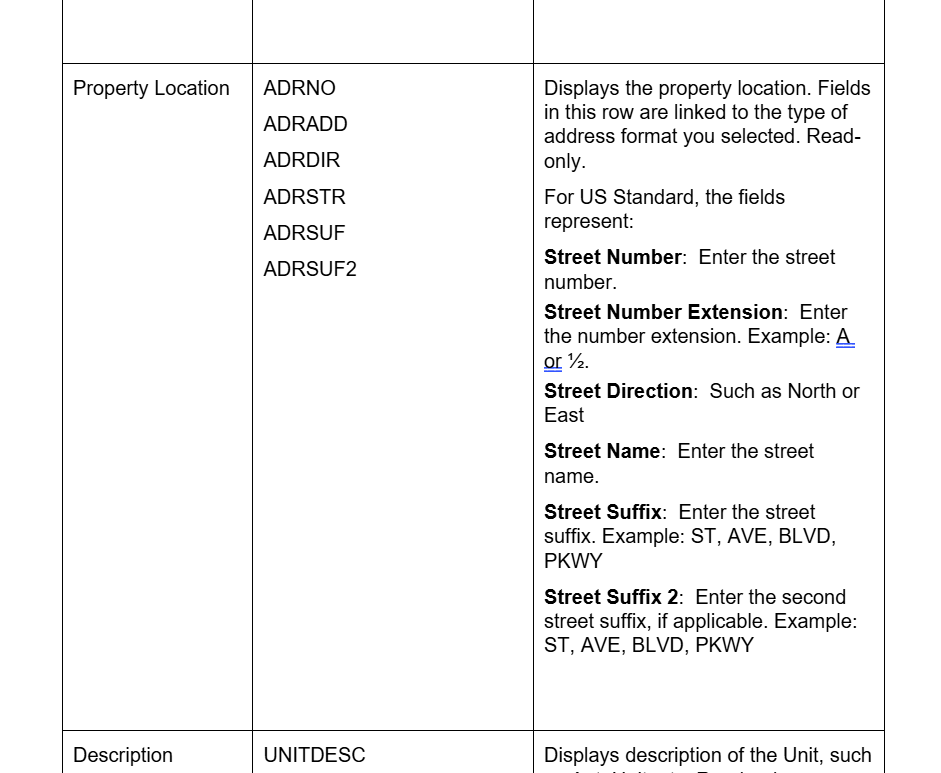 Property Location
ADRNO
ADRADD
ADRDIR
ADRSTR
ADRSUF
ADRSUF2
Displays the property location. Fields
in this row are linked to the type of
address format you selected. Read-
only.
For US Standard, the fields
represent:
Street Number:  Enter the street
number.
Street Number Extension:  Enter
the number extension. Example: A
or ½.
Street Direction:  Such as North or
East
Street Name:  Enter the street
name.
Street Suffix:  Enter the street
suffix. Example: ST, AVE, BLVD,
PKWY
Street Suffix 2:  Enter the second
street suffix, if applicable. Example:
ST, AVE, BLVD, PKWY
Description
UNITDESC
Displays description of the Unit, such